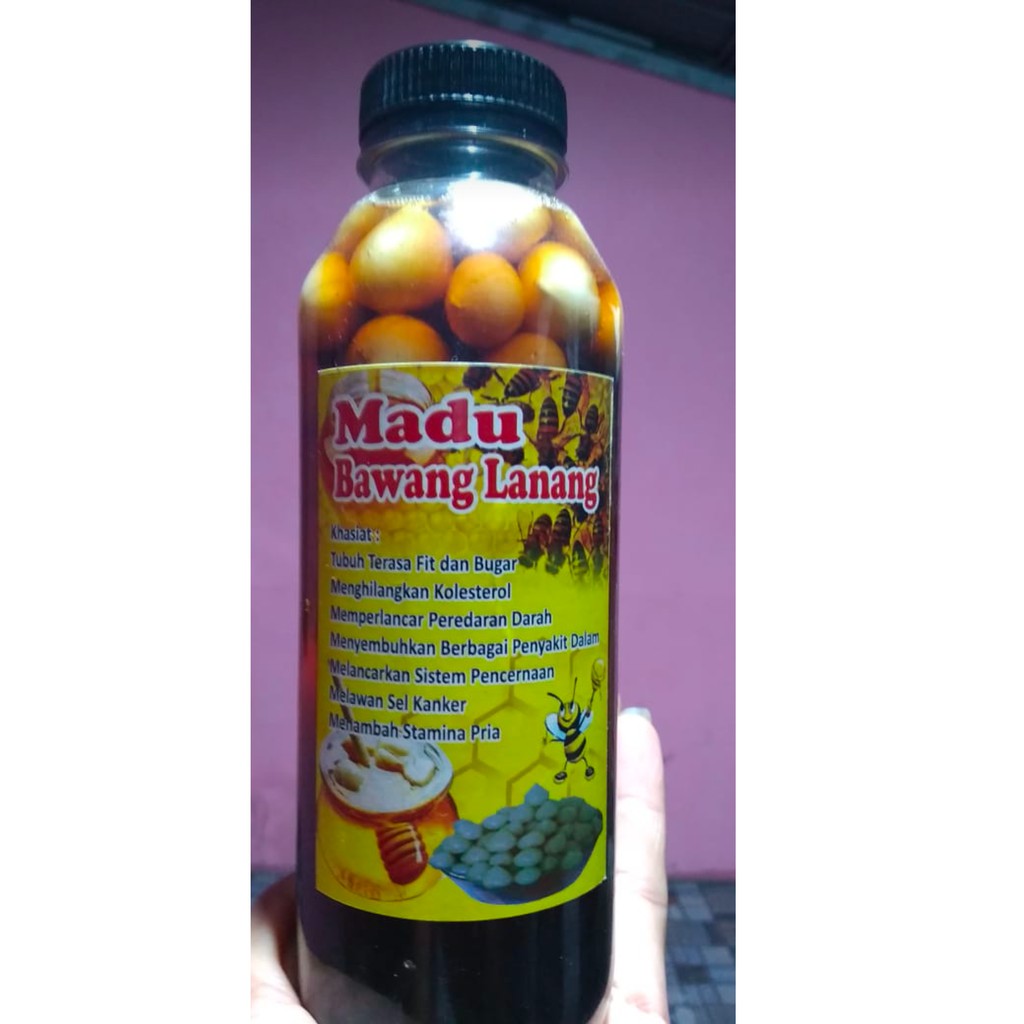 Madu
Bawang Lanang
Khasiat :
Tubuh Terasa Fit dan Bugar
Menghilangkan Kolesterol
Memperlancar Peredaran Darah
Menyembuhkan Berbagai Penyakit Dalam
Melancarkan Sistem Pencernaan
Melawan Sel Kanker
Menambah Stamina Pria